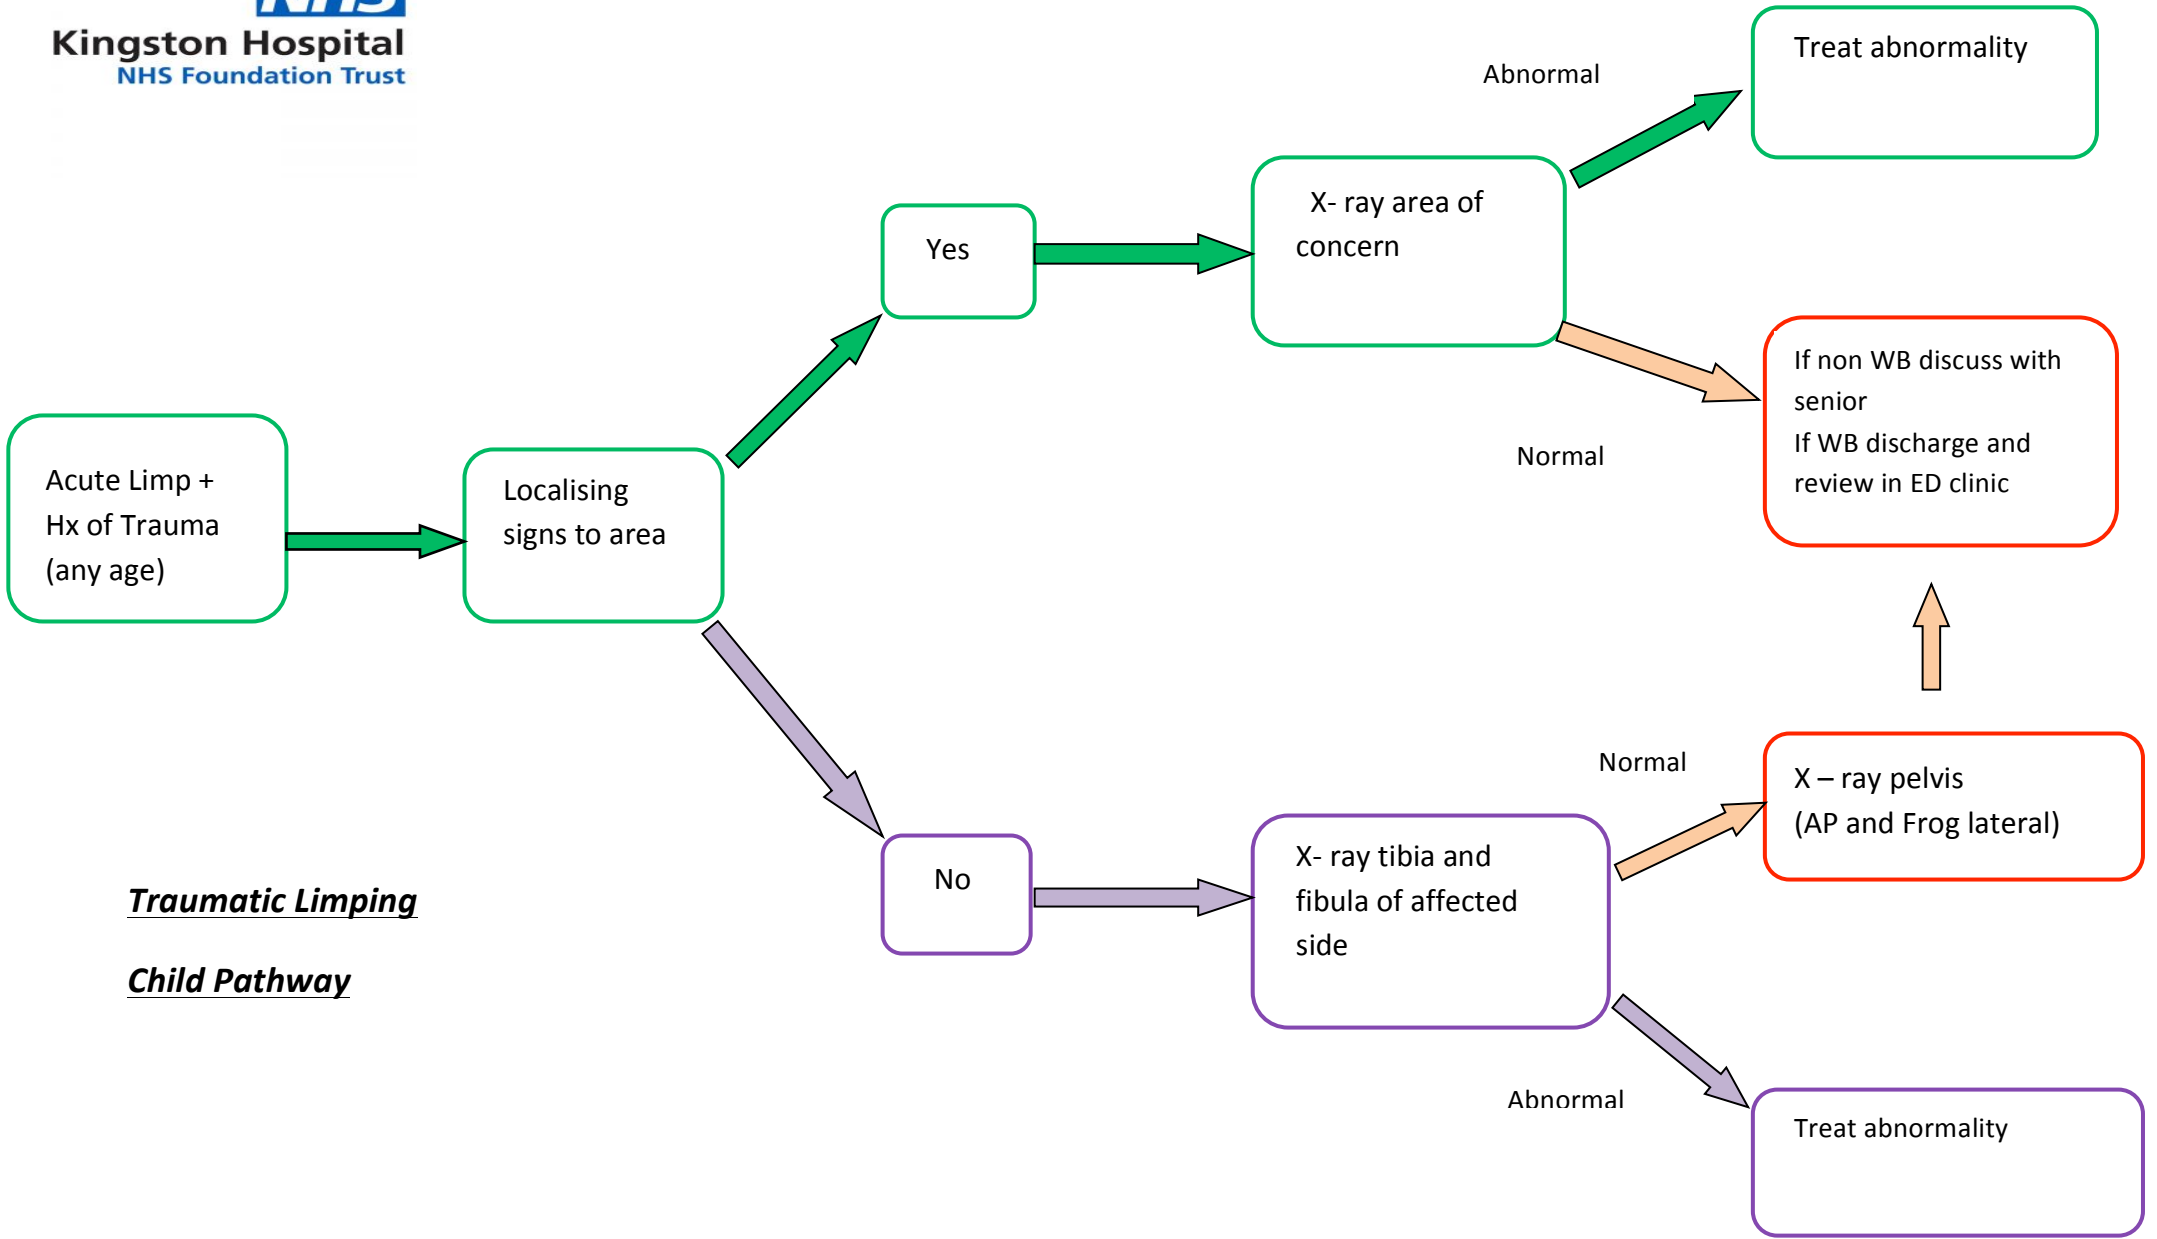 NHS
Kingston Hospital
NHS Foundation Trust
Acute Limp +
Hx of Trauma
(any age)
Localising
signs to area
Yes
X- ray area of
concern
Abnormal
Treat abnormality
Normal
If non WB discuss with
senior
If WB discharge and
review in ED clinic
No
X- ray tibia and
fibula of affected
side
Normal
X – ray pelvis
(AP and Frog lateral)
Abnormal
Treat abnormality
Traumatic Limping
Child Pathway